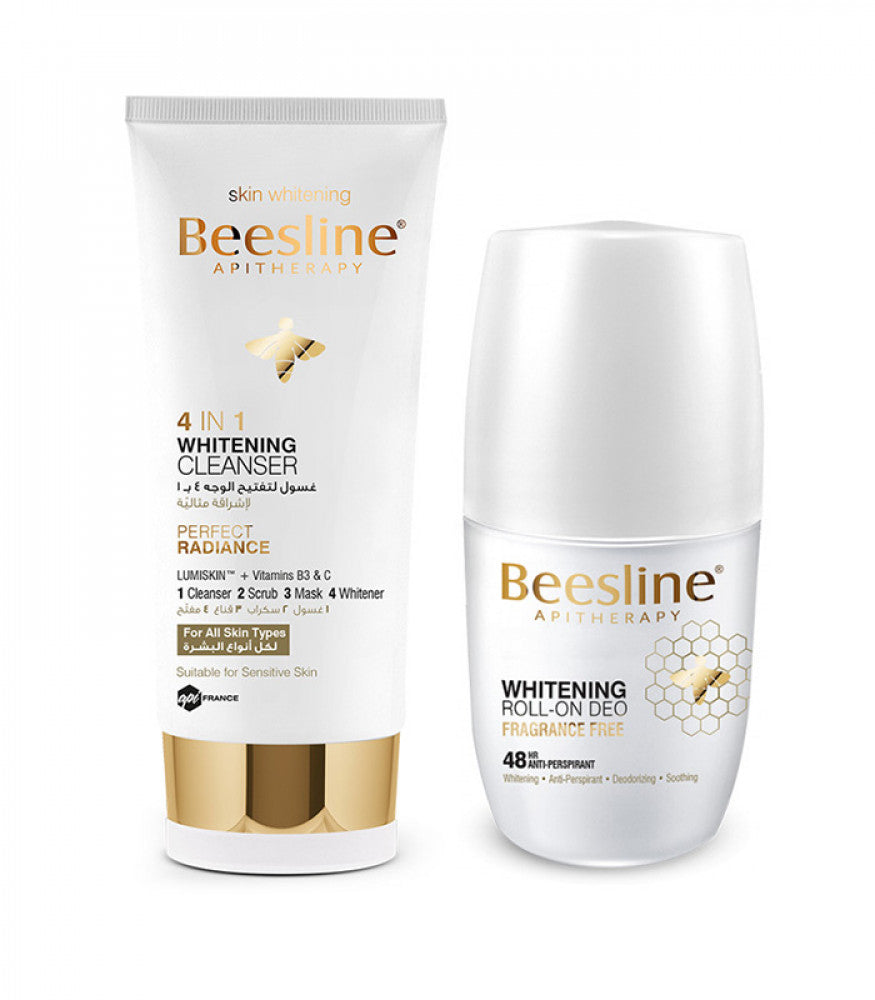 skin whitening
Beesline®
APITHERAPY
4 IN 1
WHITENING
CLEANSER
غسول لتفتيح الوجه ٤ بـ ١
لإشراقة مثاليّة
PERFECT
RADIANCE
LUMISKIN™ + Vitamins B3 & C
1 Cleanser 2 Scrub 3 Mask 4 Whitener
١ غسول ٢ سكراب ٣ قناع ٤ مفتّح
For All Skin Types
لكل أنواع البشرة
Suitable for Sensitive Skin
api FRANCE
Beesline®
APITHERAPY
WHITENING
ROLL-ON DEO
FRAGRANCE FREE
48 HR
ANTI-PERSPIRANT
Whitening • Anti-Perspirant • Deodorizing • Soothing